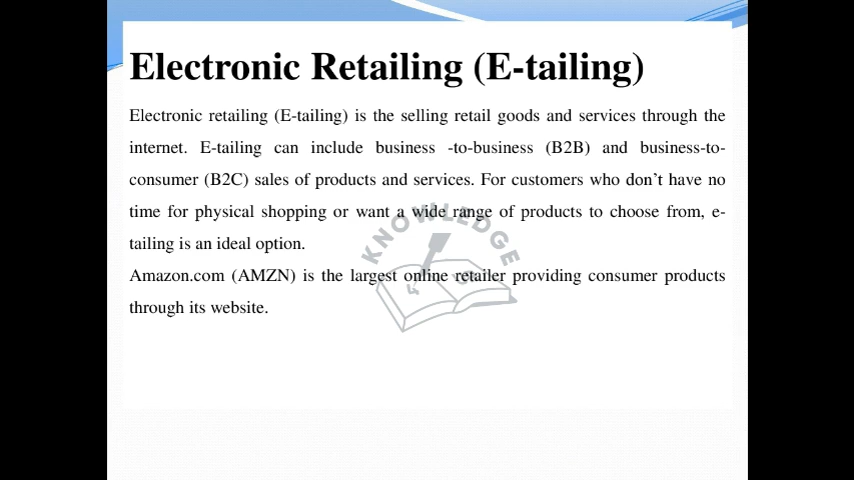 Electronic Retailing (E-tailing)
Electronic retailing (E-tailing) is the selling retail goods and services through the
internet. E-tailing can include business -to-business (B2B) and business-to-
consumer (B2C) sales of products and services. For customers who don’t have no
time for physical shopping or want a wide range of products to choose from, e-
tailing is an ideal option.
Amazon.com (AMZN) is the largest online retailer providing consumer products
through its website.
KNOWLEDGE